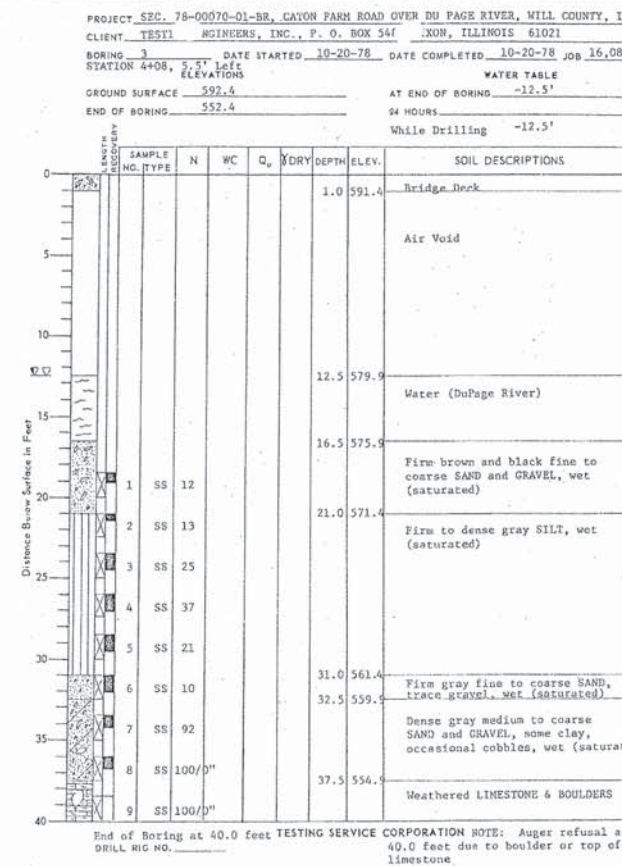 PROJECT SEC. 78-00070-01-BR, CATON FARM ROAD OVER DU PAGE RIVER, WILL COUNTY, I
CLIENT TEST1 NGINEERS, INC., P. O. BOX 54 XON, ILLINOIS 61021
BORING 3 DATE STARTED 10-20-78 DATE COMPLETED 10-20-78 JOB 16,08
STATION 4+08, 5.5' Left
ELEVATIONS WATER TABLE
GROUND SURFACE 592.4 AT END OF BORING -12.5'
END OF BORING 552.4 24 HOURS
While Drilling -12.5'
LENGTH RECOVERY SAMPLE NO. TYPE N WC Qu γDRY DEPTH ELEV. SOIL DESCRIPTIONS
0
1.0 591.4 Bridge Deck
Air Void
5
10
12.5 579.9
Water (DuPage River)
15
16.5 575.9
Firm brown and black fine to
coarse SAND and GRAVEL, wet
(saturated)
1 SS 12
20
21.0 571.4
2 SS 13 Firm to dense gray SILT, wet
(saturated)
3 SS 25
25
4 SS 37
5 SS 21
30
31.0 561.4
6 SS 10 Firm gray fine to coarse SAND,
trace gravel, wet (saturated)
32.5 559.9
7 SS 92 Dense gray medium to coarse
SAND and GRAVEL, some clay,
occasional cobbles, wet (saturat
35
8 SS 100/0"
37.5 554.9
Weathered LIMESTONE & BOULDERS
9 SS 100/0"
40
Distance Below Surface in Feet
End of Boring at 40.0 feet TESTING SERVICE CORPORATION NOTE: Auger refusal a
DRILL RIG NO. 40.0 feet due to boulder or top of
limestone